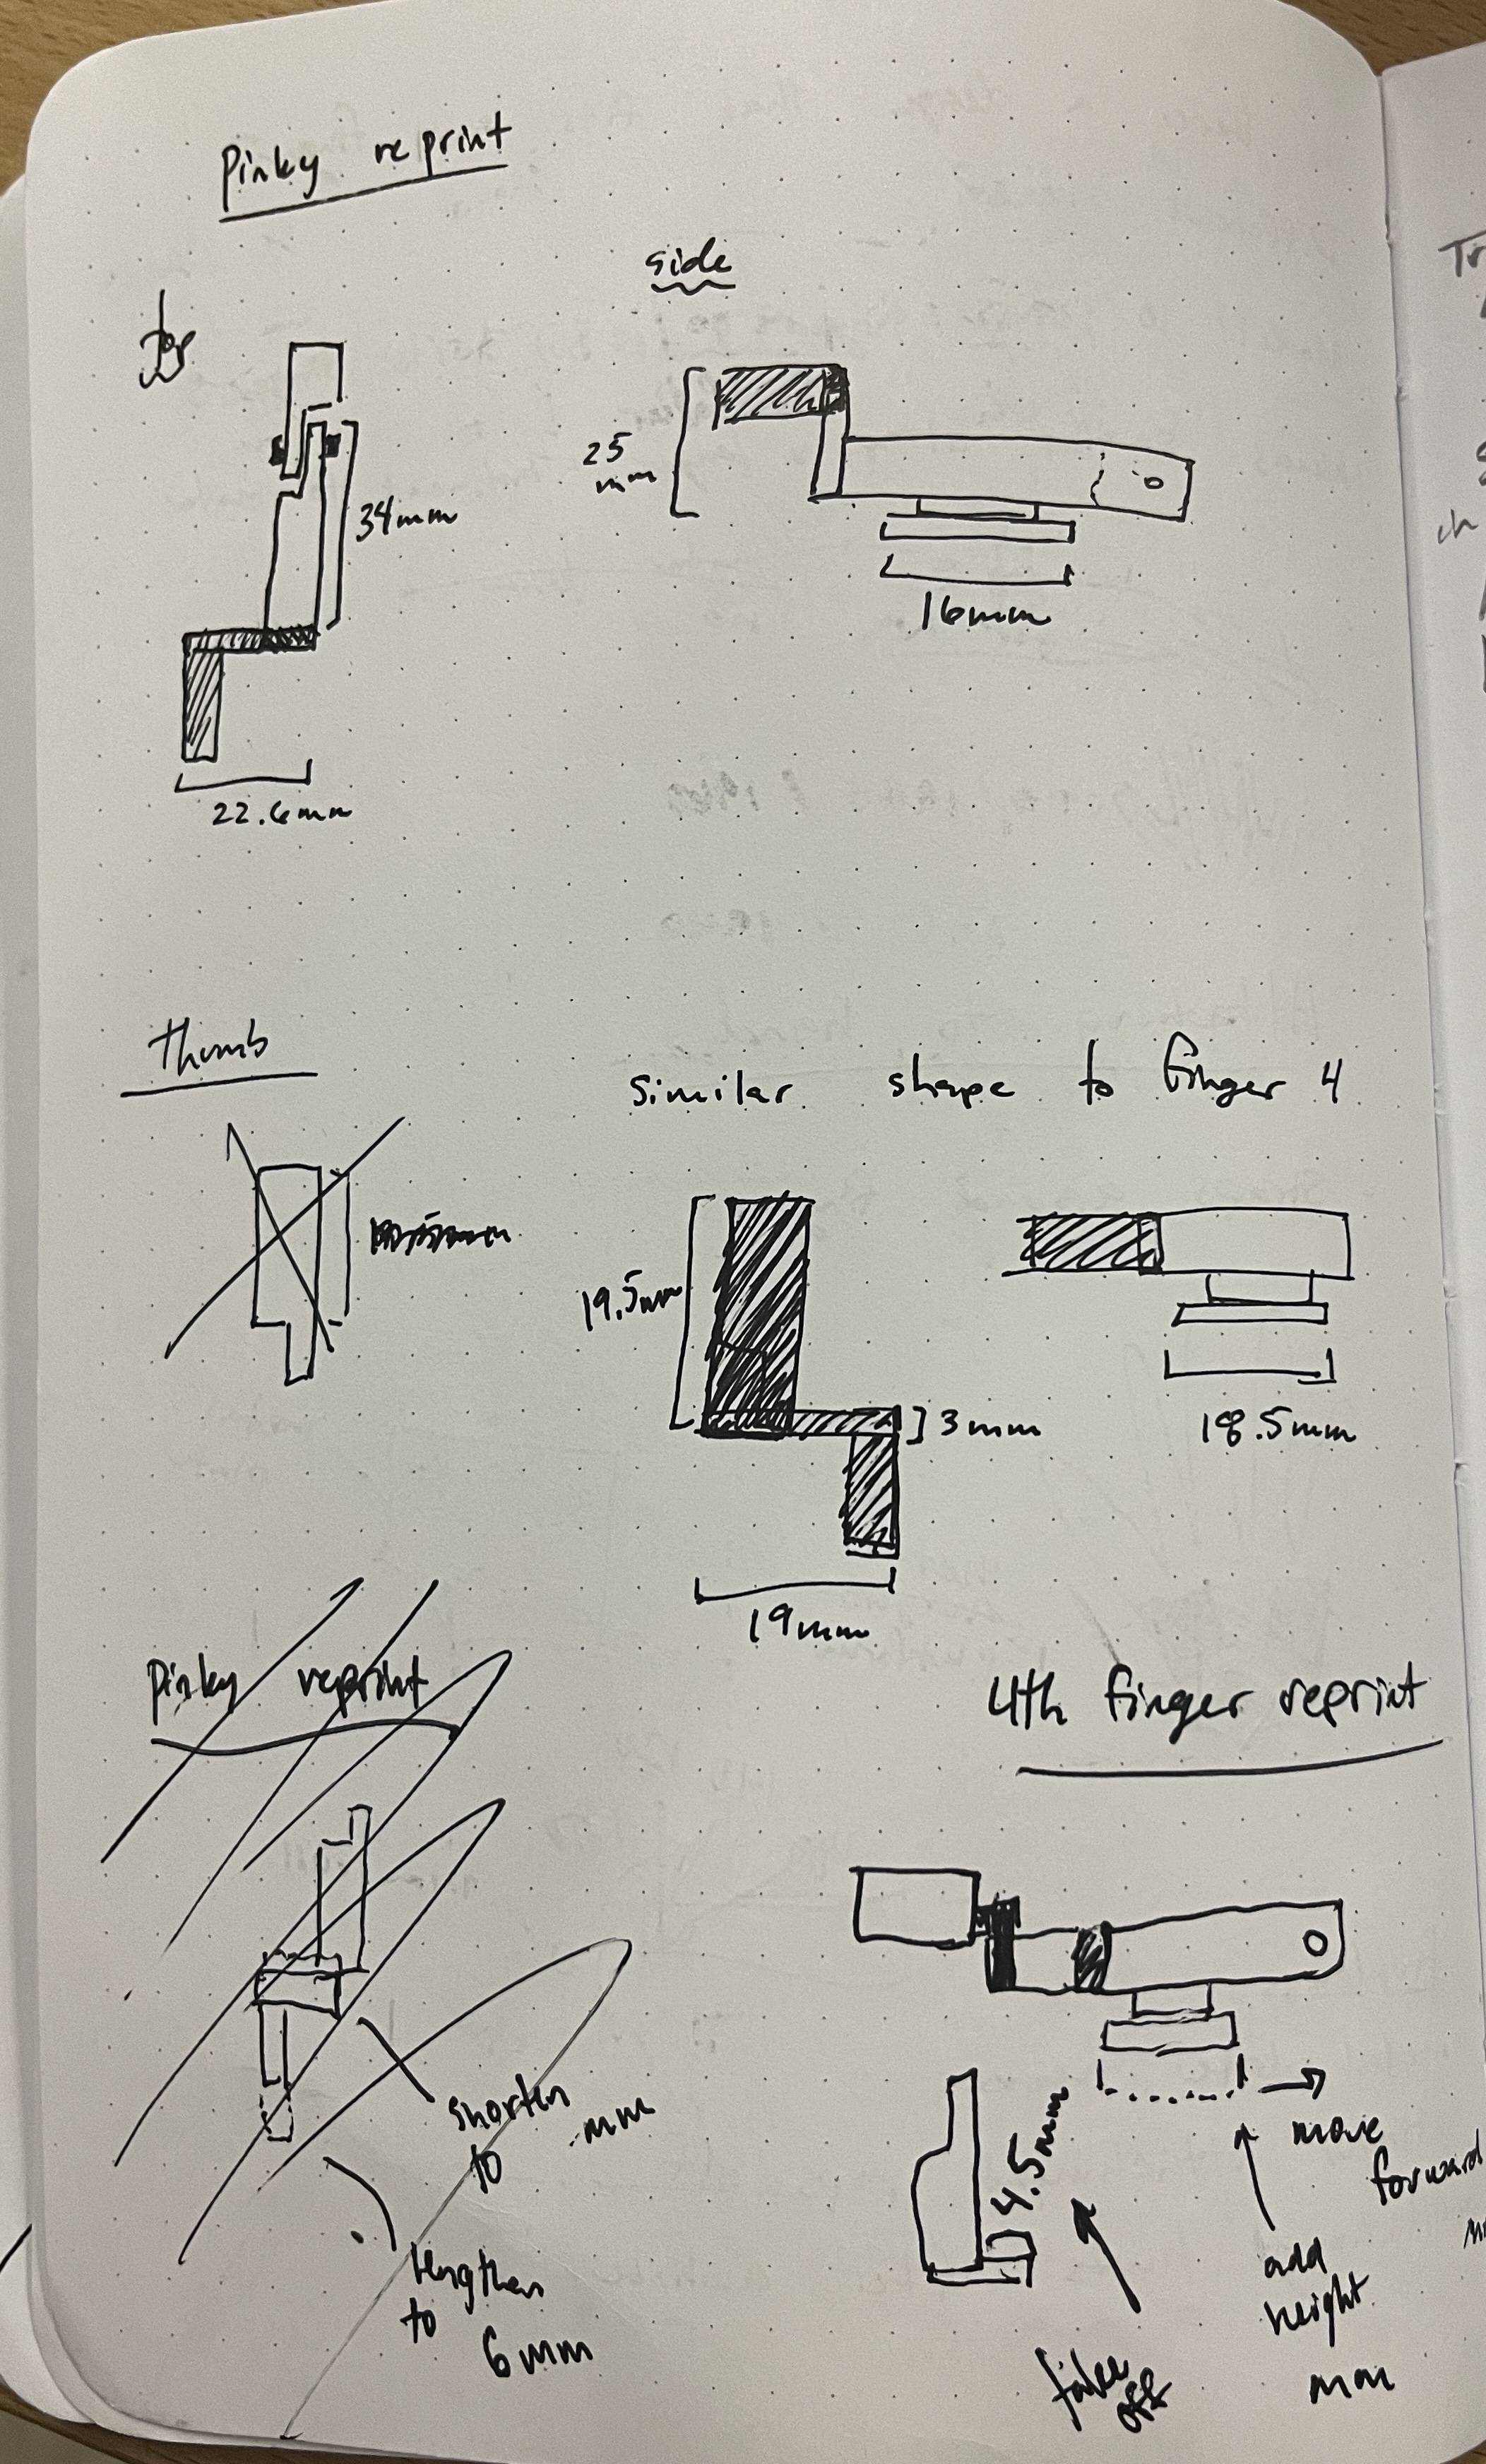 Pinky reprint
side
top
25
mm
34mm
16mm
22.6mm
thumb
similar shape to finger 4
19.5mm
3mm
18.5mm
19mm
Pinky reprint
4th finger reprint
shorten
to mm
lengthen
to
6mm
4.5mm
move
forward
add
height
mm
take
off